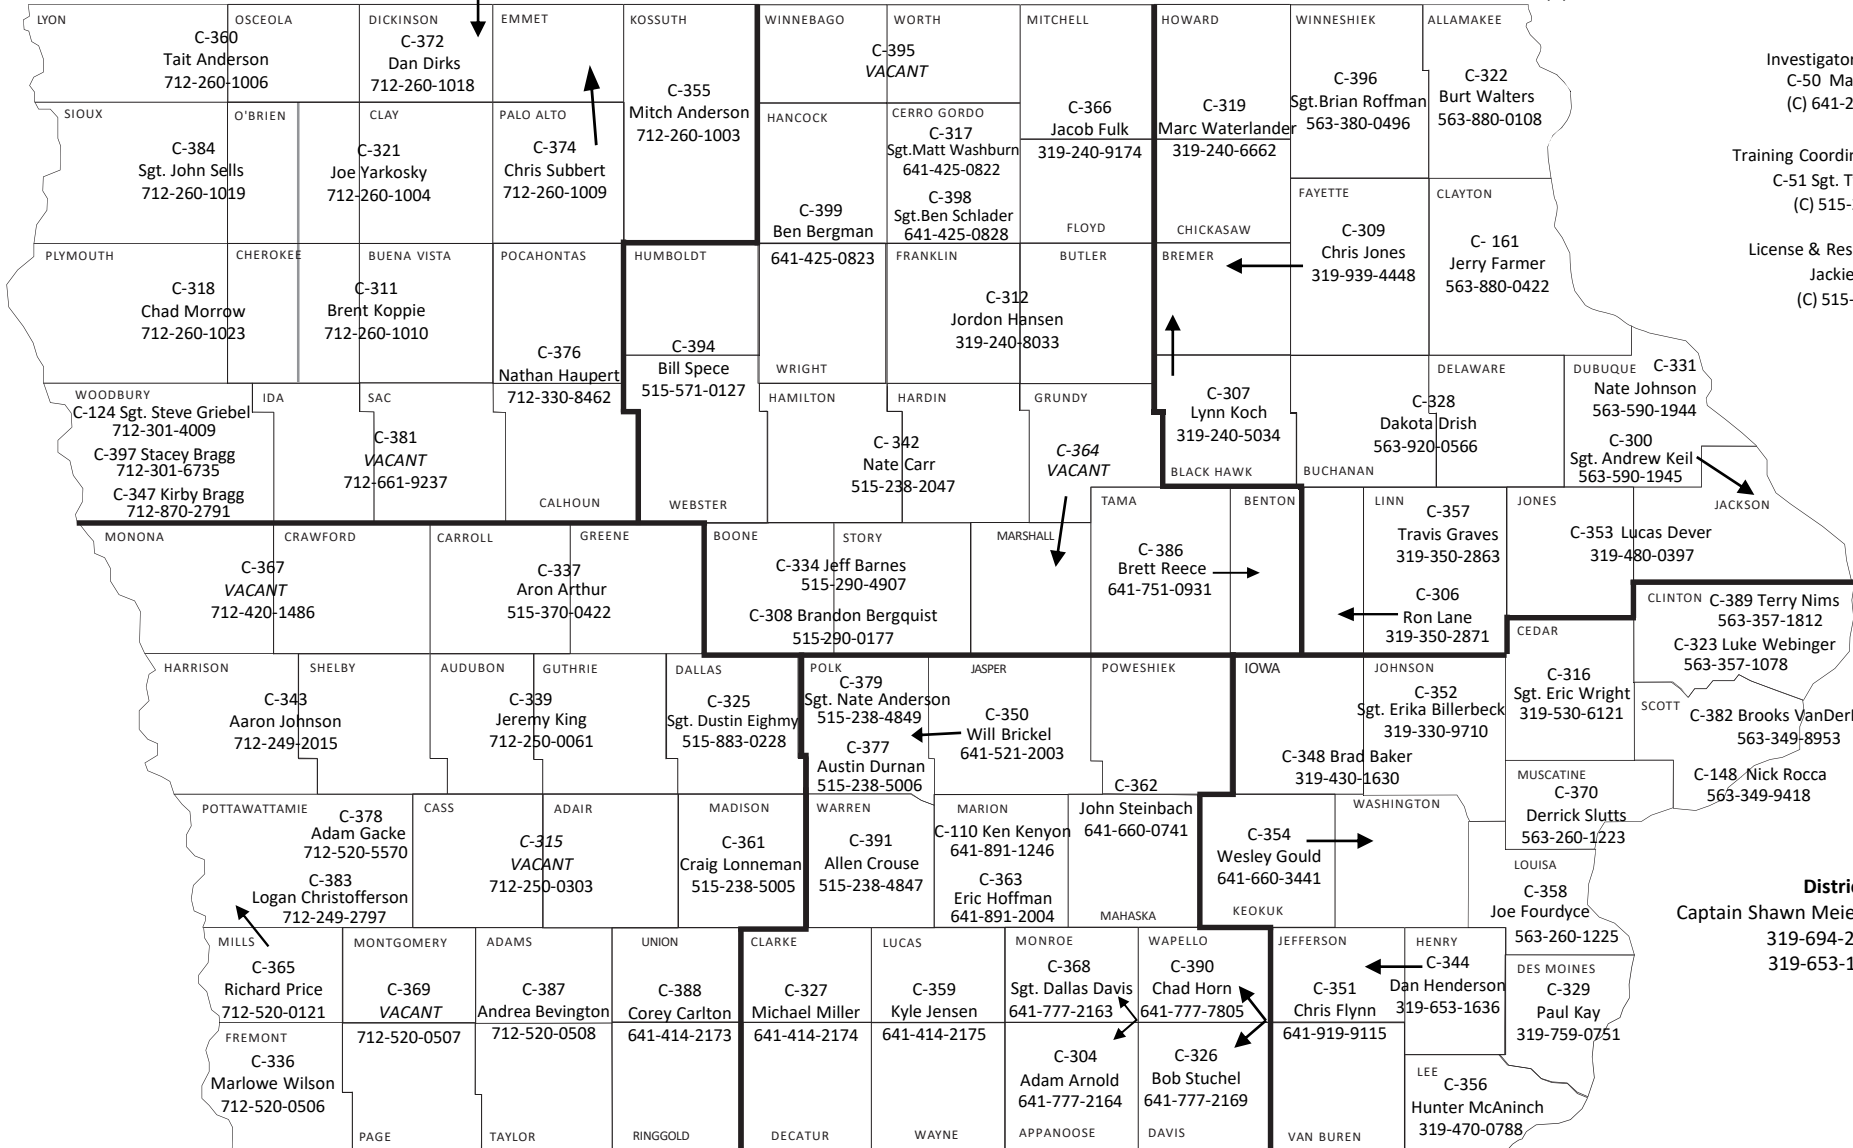 LYON
OSCEOLA
DICKINSON
EMMET
KOSSUTH
WINNEBAGO
WORTH
MITCHELL
HOWARD
WINNESHIEK
ALLAMAKEE
C-360
Tait Anderson
712-260-1006
C-372
Dan Dirks
712-260-1018
C-355
Mitch Anderson
712-260-1003
C-395
VACANT
C-366
Jacob Fulk
319-240-9174
FLOYD
C-319
Marc Waterlander
319-240-6662
CHICKASAW
C-396
Sgt.Brian Roffman
563-380-0496
C-322
Burt Walters
563-880-0108
Investigator
C-50 Ma
(C) 641-2
Training Coordin
C-51 Sgt. T
(C) 515-
License & Res
Jackie
(C) 515-
SIOUX
O'BRIEN
CLAY
PALO ALTO
HANCOCK
CERRO GORDO
C-384
Sgt. John Sells
712-260-1019
C-321
Joe Yarkosky
712-260-1004
C-374
Chris Subbert
712-260-1009
C-399
Ben Bergman
641-425-0823
C-317
Sgt.Matt Washburn
641-425-0822
C-398
Sgt.Ben Schlader
641-425-0828
FAYETTE
C-309
Chris Jones
319-939-4448
CLAYTON
C- 161
Jerry Farmer
563-880-0422
PLYMOUTH
CHEROKEE
BUENA VISTA
POCAHONTAS
HUMBOLDT
FRANKLIN
BUTLER
BREMER
C-318
Chad Morrow
712-260-1023
C-311
Brent Koppie
712-260-1010
C-376
Nathan Haupert
712-330-8462
CALHOUN
C-394
Bill Spece
515-571-0127
WEBSTER
WRIGHT
C-312
Jordon Hansen
319-240-8033
WOODBURY
C-124 Sgt. Steve Griebel
712-301-4009
C-397 Stacey Bragg
712-301-6735
C-347 Kirby Bragg
712-870-2791
IDA
SAC
C-381
VACANT
712-661-9237
HAMILTON
HARDIN
GRUNDY
C-342
Nate Carr
515-238-2047
C-364
VACANT
C-307
Lynn Koch
319-240-5034
BLACK HAWK
BUCHANAN
DELAWARE
C-328
Dakota Drish
563-920-0566
DUBUQUE
C-331
Nate Johnson
563-590-1944
C-300
Sgt. Andrew Keil
563-590-1945
JACKSON
MONONA
CRAWFORD
CARROLL
GREENE
BOONE
STORY
MARSHALL
TAMA
BENTON
LINN
JONES
C-367
VACANT
712-420-1486
C-337
Aron Arthur
515-370-0422
C-334 Jeff Barnes
515-290-4907
C-308 Brandon Bergquist
515-290-0177
C-386
Brett Reece
641-751-0931
C-357
Travis Graves
319-350-2863
C-306
Ron Lane
319-350-2871
C-353 Lucas Dever
319-480-0397
CLINTON
C-389 Terry Nims
563-357-1812
C-323 Luke Webinger
563-357-1078
HARRISON
SHELBY
AUDUBON
GUTHRIE
DALLAS
POLK
JASPER
POWESHIEK
IOWA
JOHNSON
CEDAR
SCOTT
C-343
Aaron Johnson
712-249-2015
C-339
Jeremy King
712-250-0061
C-325
Sgt. Dustin Eighmy
515-883-0228
C-379
Sgt. Nate Anderson
515-238-4849
C-377
Austin Durnan
515-238-5006
C-350
Will Brickel
641-521-2003
C-352
Sgt. Erika Billerbeck
319-330-9710
C-348 Brad Baker
319-430-1630
C-316
Sgt. Eric Wright
319-530-6121
C-382 Brooks VanDer
563-349-8953
C-148 Nick Rocca
563-349-9418
POTTAWATTAMIE
CASS
ADAIR
MADISON
WARREN
MARION
C-362
John Steinbach
641-660-0741
MAHASKA
WASHINGTON
MUSCATINE
C-370
Derrick Slutts
563-260-1223
C-378
Adam Gacke
712-520-5570
C-383
Logan Christofferson
712-249-2797
C-315
VACANT
712-250-0303
C-361
Craig Lonneman
515-238-5005
C-391
Allen Crouse
515-238-4847
C-110 Ken Kenyon
641-891-1246
C-363
Eric Hoffman
641-891-2004
C-354
Wesley Gould
641-660-3441
KEOKUK
LOUISA
C-358
Joe Fourdyce
563-260-1225
Distri
Captain Shawn Meie
319-694-2
319-653-1
MILLS
MONTGOMERY
ADAMS
UNION
CLARKE
LUCAS
MONROE
WAPELLO
JEFFERSON
HENRY
DES MOINES
C-365
Richard Price
712-520-0121
C-369
VACANT
712-520-0507
C-387
Andrea Bevington
712-520-0508
C-388
Corey Carlton
641-414-2173
C-327
Michael Miller
641-414-2174
C-359
Kyle Jensen
641-414-2175
C-368
Sgt. Dallas Davis
641-777-2163
C-390
Chad Horn
641-777-7805
C-351
Chris Flynn
641-919-9115
C-344
Dan Henderson
319-653-1636
C-329
Paul Kay
319-759-0751
FREMONT
C-336
Marlowe Wilson
712-520-0506
C-304
Adam Arnold
641-777-2164
C-326
Bob Stuchel
641-777-2169
LEE
C-356
Hunter McAninch
319-470-0788
PAGE
TAYLOR
RINGGOLD
DECATUR
WAYNE
APPANOOSE
DAVIS
VAN BUREN